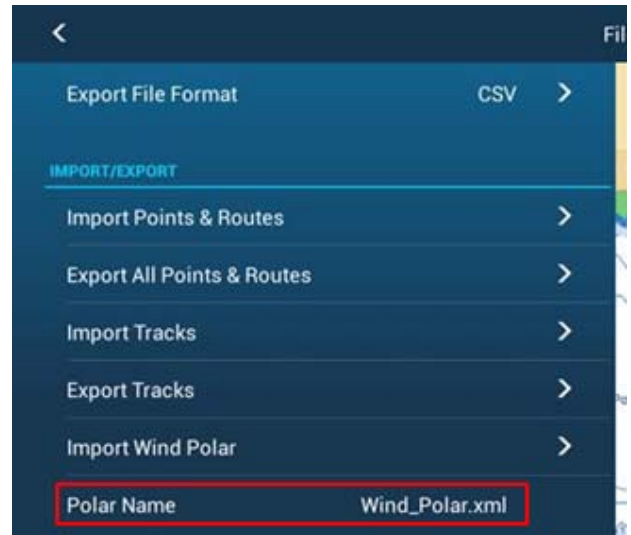 Fil
Export File Format CSV
IMPORT/EXPORT
Import Points & Routes
Export All Points & Routes
Import Tracks
Export Tracks
Import Wind Polar
Polar Name Wind_Polar.xml